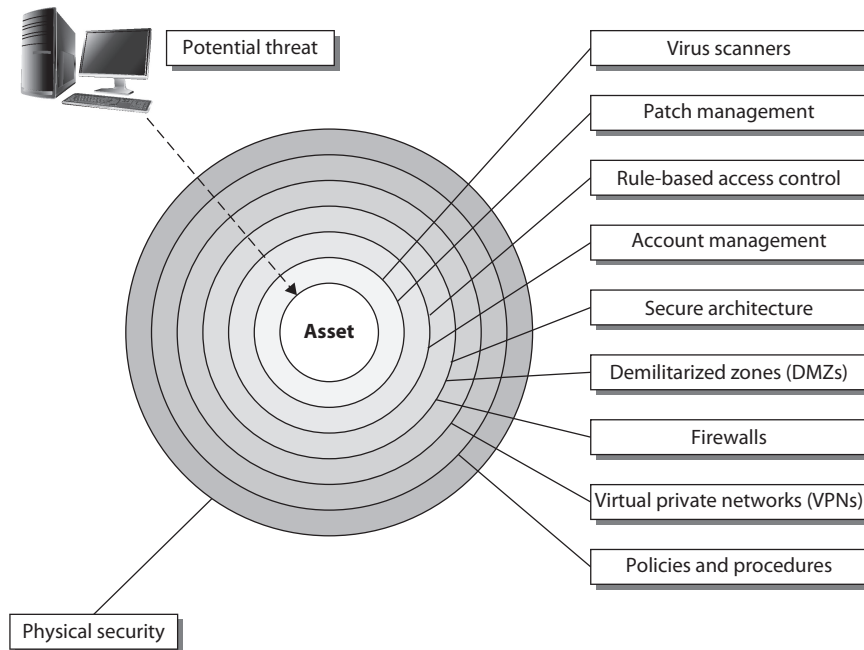 Potential threat
Virus scanners
Patch management
Rule-based access control
Account management
Secure architecture
Asset
Demilitarized zones (DMZs)
Firewalls
Virtual private networks (VPNs)
Policies and procedures
Physical security